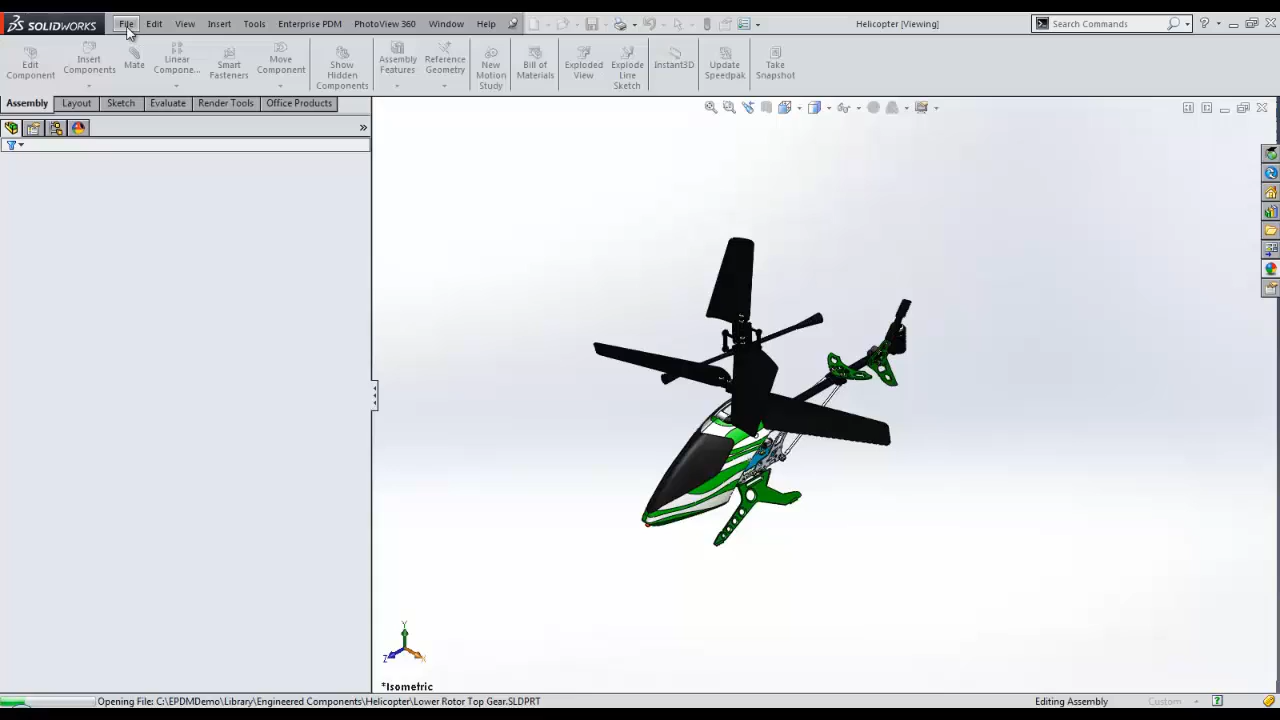 SOLIDWORKS File Edit View Insert Tools Enterprise PDM PhotoView 360 Window Help Helicopter [Viewing] Search Commands
Edit Component
Insert Components
Mate
Linear Compone...
Smart Fasteners
Move Component
Show Hidden Components
Assembly Features
Reference Geometry
New Motion Study
Bill of Materials
Exploded View
Explode Line Sketch
Instant3D
Update Speedpak
Take Snapshot
Assembly Layout Sketch Evaluate Render Tools Office Products
Y
Z X
*Isometric
Opening File: C:\EPDMDemo\Library\Engineered Components\Helicopter\Lower Rotor Top Gear.SLDPRT Editing Assembly Custom